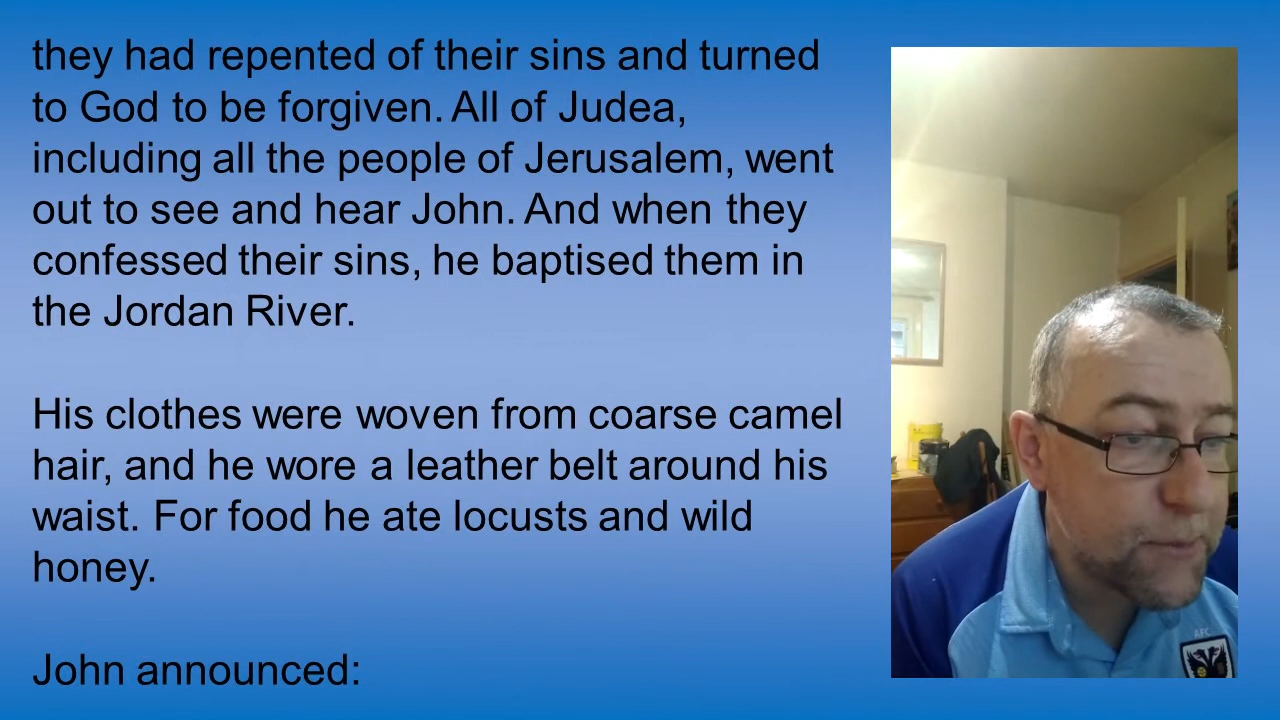 they had repented of their sins and turned
to God to be forgiven. All of Judea,
including all the people of Jerusalem, went
out to see and hear John. And when they
confessed their sins, he baptised them in
the Jordan River.
His clothes were woven from coarse camel
hair, and he wore a leather belt around his
waist. For food he ate locusts and wild
honey.
John announced:
AFC